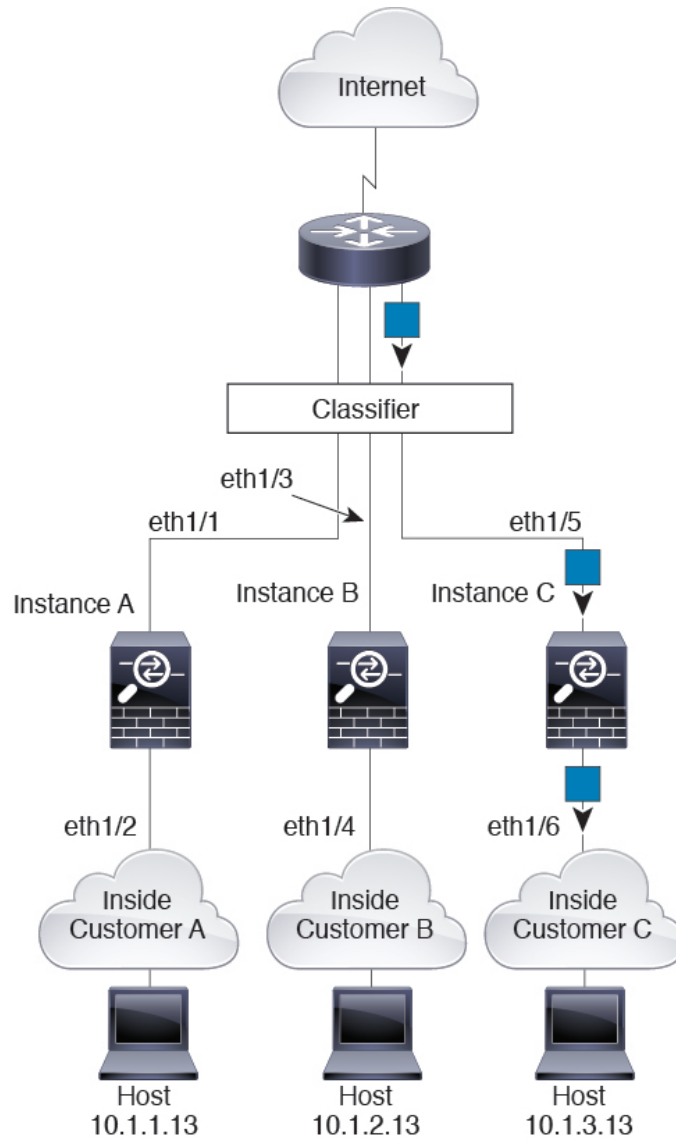 Internet
Classifier
eth1/3
eth1/1
eth1/5
Instance A
Instance B
Instance C
eth1/2
eth1/4
eth1/6
Inside
Customer A
Inside
Customer B
Inside
Customer C
Host
10.1.1.13
Host
10.1.2.13
Host
10.1.3.13